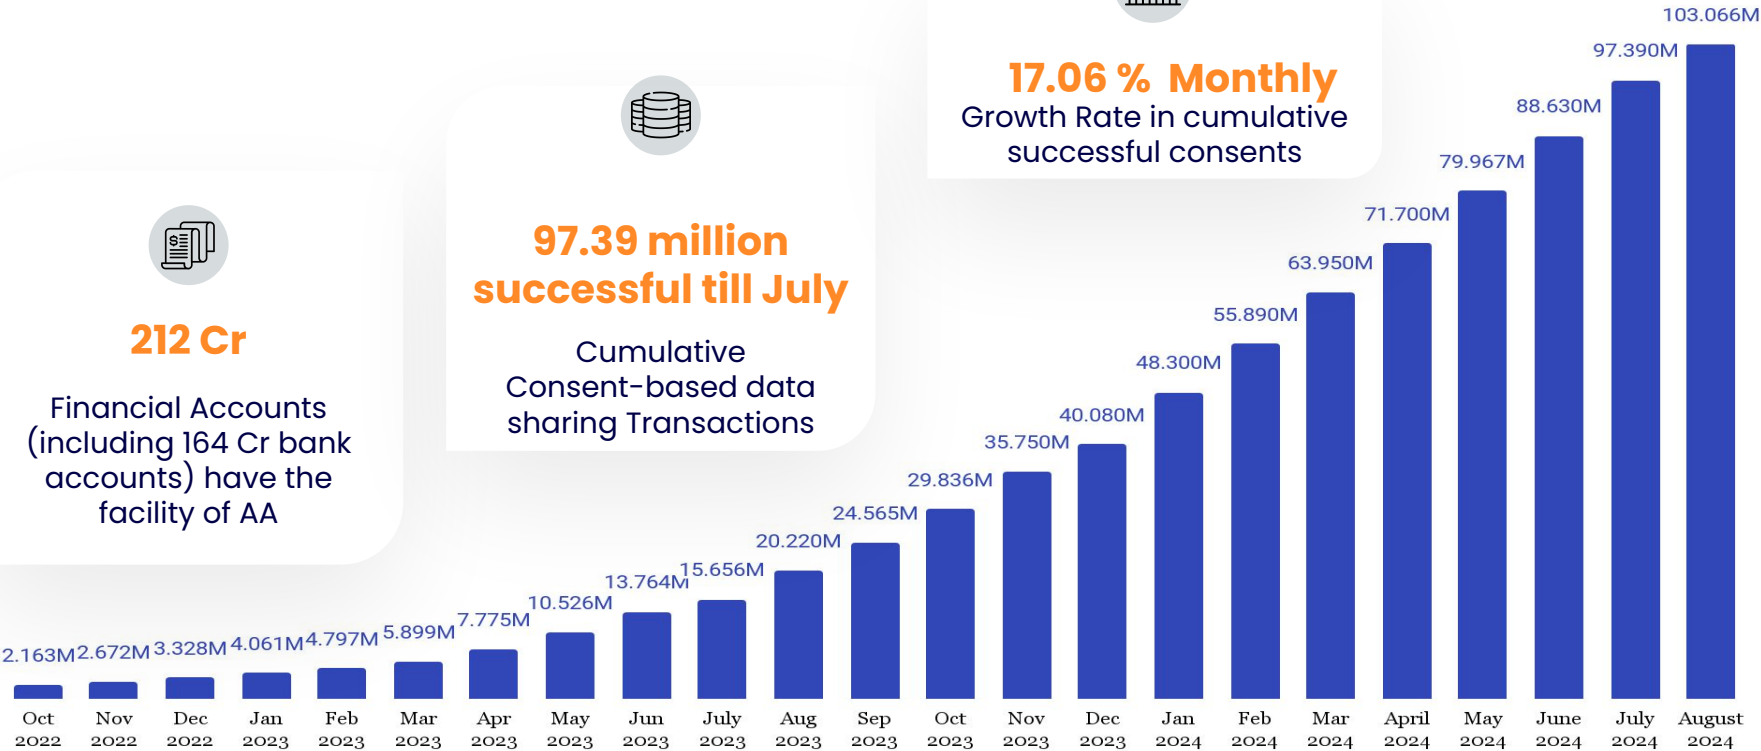 212 Cr
Financial Accounts
(including 164 Cr bank
accounts) have the
facility of AA
97.39 million
successful till July
Cumulative
Consent-based data
sharing Transactions
17.06 % Monthly
Growth Rate in cumulative
successful consents
2.163M
2.672M
3.328M
4.061M
4.797M
5.899M
7.775M
10.526M
13.764M
15.656M
20.220M
24.565M
29.836M
35.750M
40.080M
48.300M
55.890M
63.950M
71.700M
79.967M
88.630M
97.390M
103.066M
Oct
2022
Nov
2022
Dec
2022
Jan
2023
Feb
2023
Mar
2023
Apr
2023
May
2023
Jun
2023
July
2023
Aug
2023
Sep
2023
Oct
2023
Nov
2023
Dec
2023
Jan
2024
Feb
2024
Mar
2024
April
2024
May
2024
June
2024
July
2024
August
2024